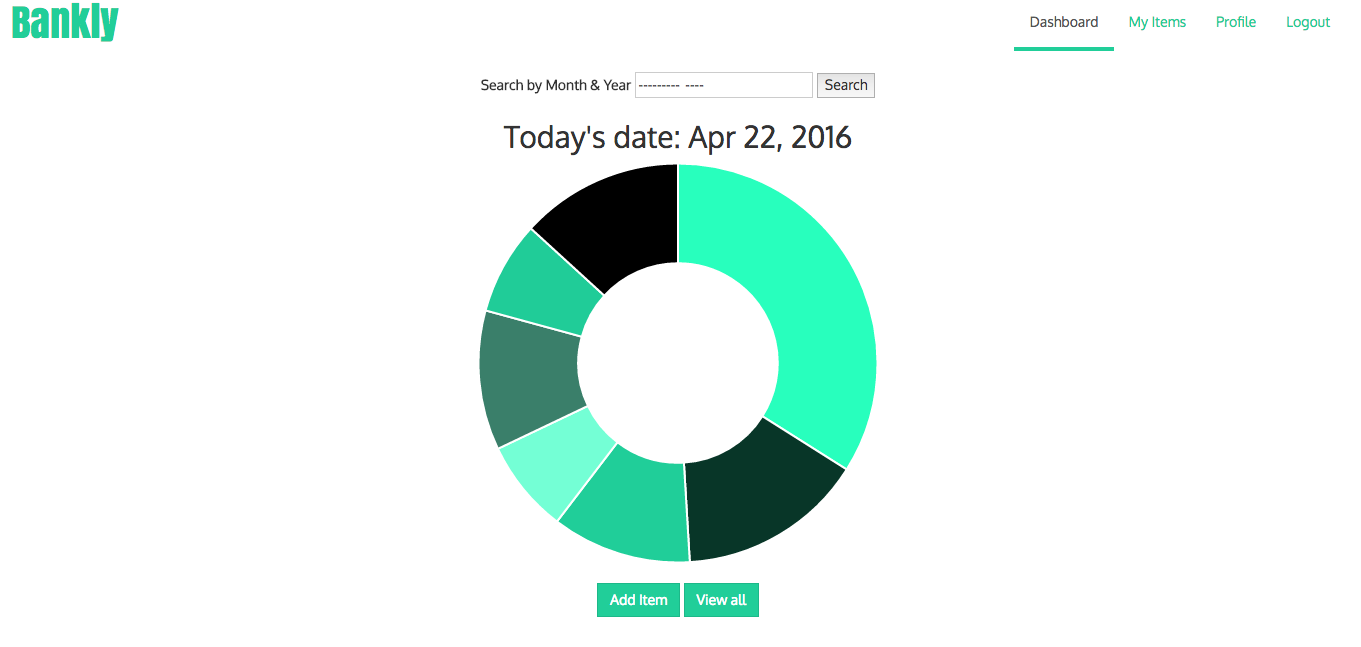 Bankly
Dashboard My Items Profile Logout
Search by Month & Year --------- ---- Search
Today's date: Apr 22, 2016
Add Item View all